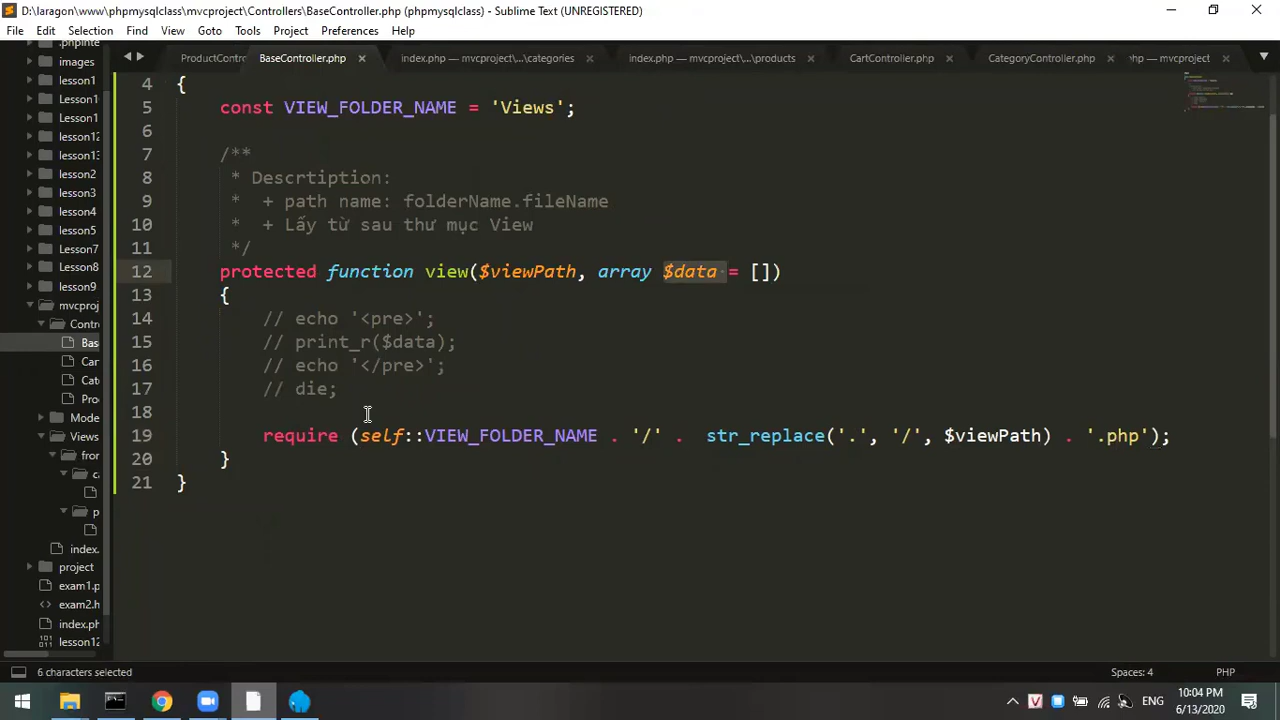 D:\laragon\www\phpmysqlclass\mvcproject\Controllers\BaseController.php (phpmysqlclass) - Sublime Text (UNREGISTERED)
File Edit Selection Find View Goto Tools Project Preferences Help
ProductContro BaseController.php index.php — mvcproject\...\categories index.php — mvcproject\...\products CartController.php CategoryController.php hp — mvcproject
.phpinte
images
lesson1
Lesson1
Lesson1
lesson12
lesson13
lesson2
lesson3
lesson4
lesson5
Lesson7
Lesson8
lesson9
mvcproj
Contro
Bas
Car
Cate
Pro
Mode
Views
fror
ca
p
index.
project
exam1.p
exam2.h
index.ph
lesson12
4 {
5 const VIEW_FOLDER_NAME = 'Views';
6
7 /**
8 * Descrtiption:
9 * + path name: folderName.fileName
10 * + Lấy từ sau thư mục View
11 */
12 protected function view($viewPath, array $data = [])
13 {
14 // echo '<pre>';
15 // print_r($data);
16 // echo '</pre>';
17 // die;
18
19 require (self::VIEW_FOLDER_NAME . '/' . str_replace('.', '/', $viewPath) . '.php');
20 }
21 }
6 characters selected Spaces: 4 PHP
ENG 10:04 PM
6/13/2020